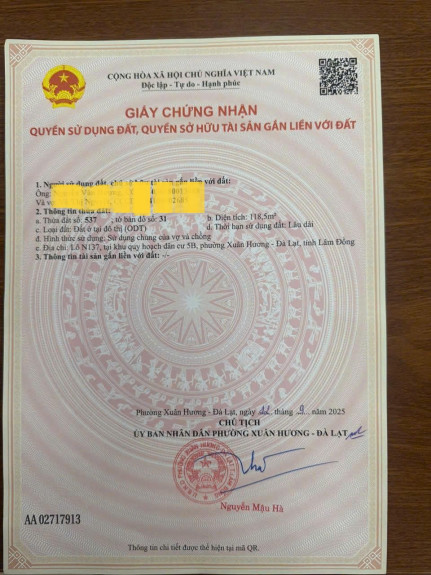 CỘNG HÒA XÃ HỘI CHỦ NGHĨA VIỆT NAM
Độc lập - Tự do - Hạnh phúc
GIẤY CHỨNG NHẬN
QUYỀN SỬ DỤNG ĐẤT, QUYỀN SỞ HỮU TÀI SẢN GẮN LIỀN VỚI ĐẤT
1. Người sử dụng đất, tài sản gắn liền với đất:
Ông:
Và vợ
2. Thông tin thửa đất:
a. Thửa đất số: 537 ; tờ bản đồ số: 31 b. Diện tích: 118,5m²
c. Loại đất: Đất ở tại đô thị (ODT) d. Thời hạn sử dụng đất: Lâu dài
đ. Hình thức sử dụng: Sử dụng chung của vợ và chồng
e. Địa chỉ: Lô N137, tại khu quy hoạch dân cư 5B, phường Xuân Hương - Đà Lạt, tỉnh Lâm Đồng
3. Thông tin tài sản gắn liền với đất: -/-
Phường Xuân Hương - Đà Lạt, ngày 22 tháng 9 năm 2025
CHỦ TỊCH
ỦY BAN NHÂN DÂN PHƯỜNG XUÂN HƯƠNG - ĐÀ LẠT
Nguyễn Mậu Hà
AA 02717913
Thông tin chi tiết được thể hiện tại mã QR.